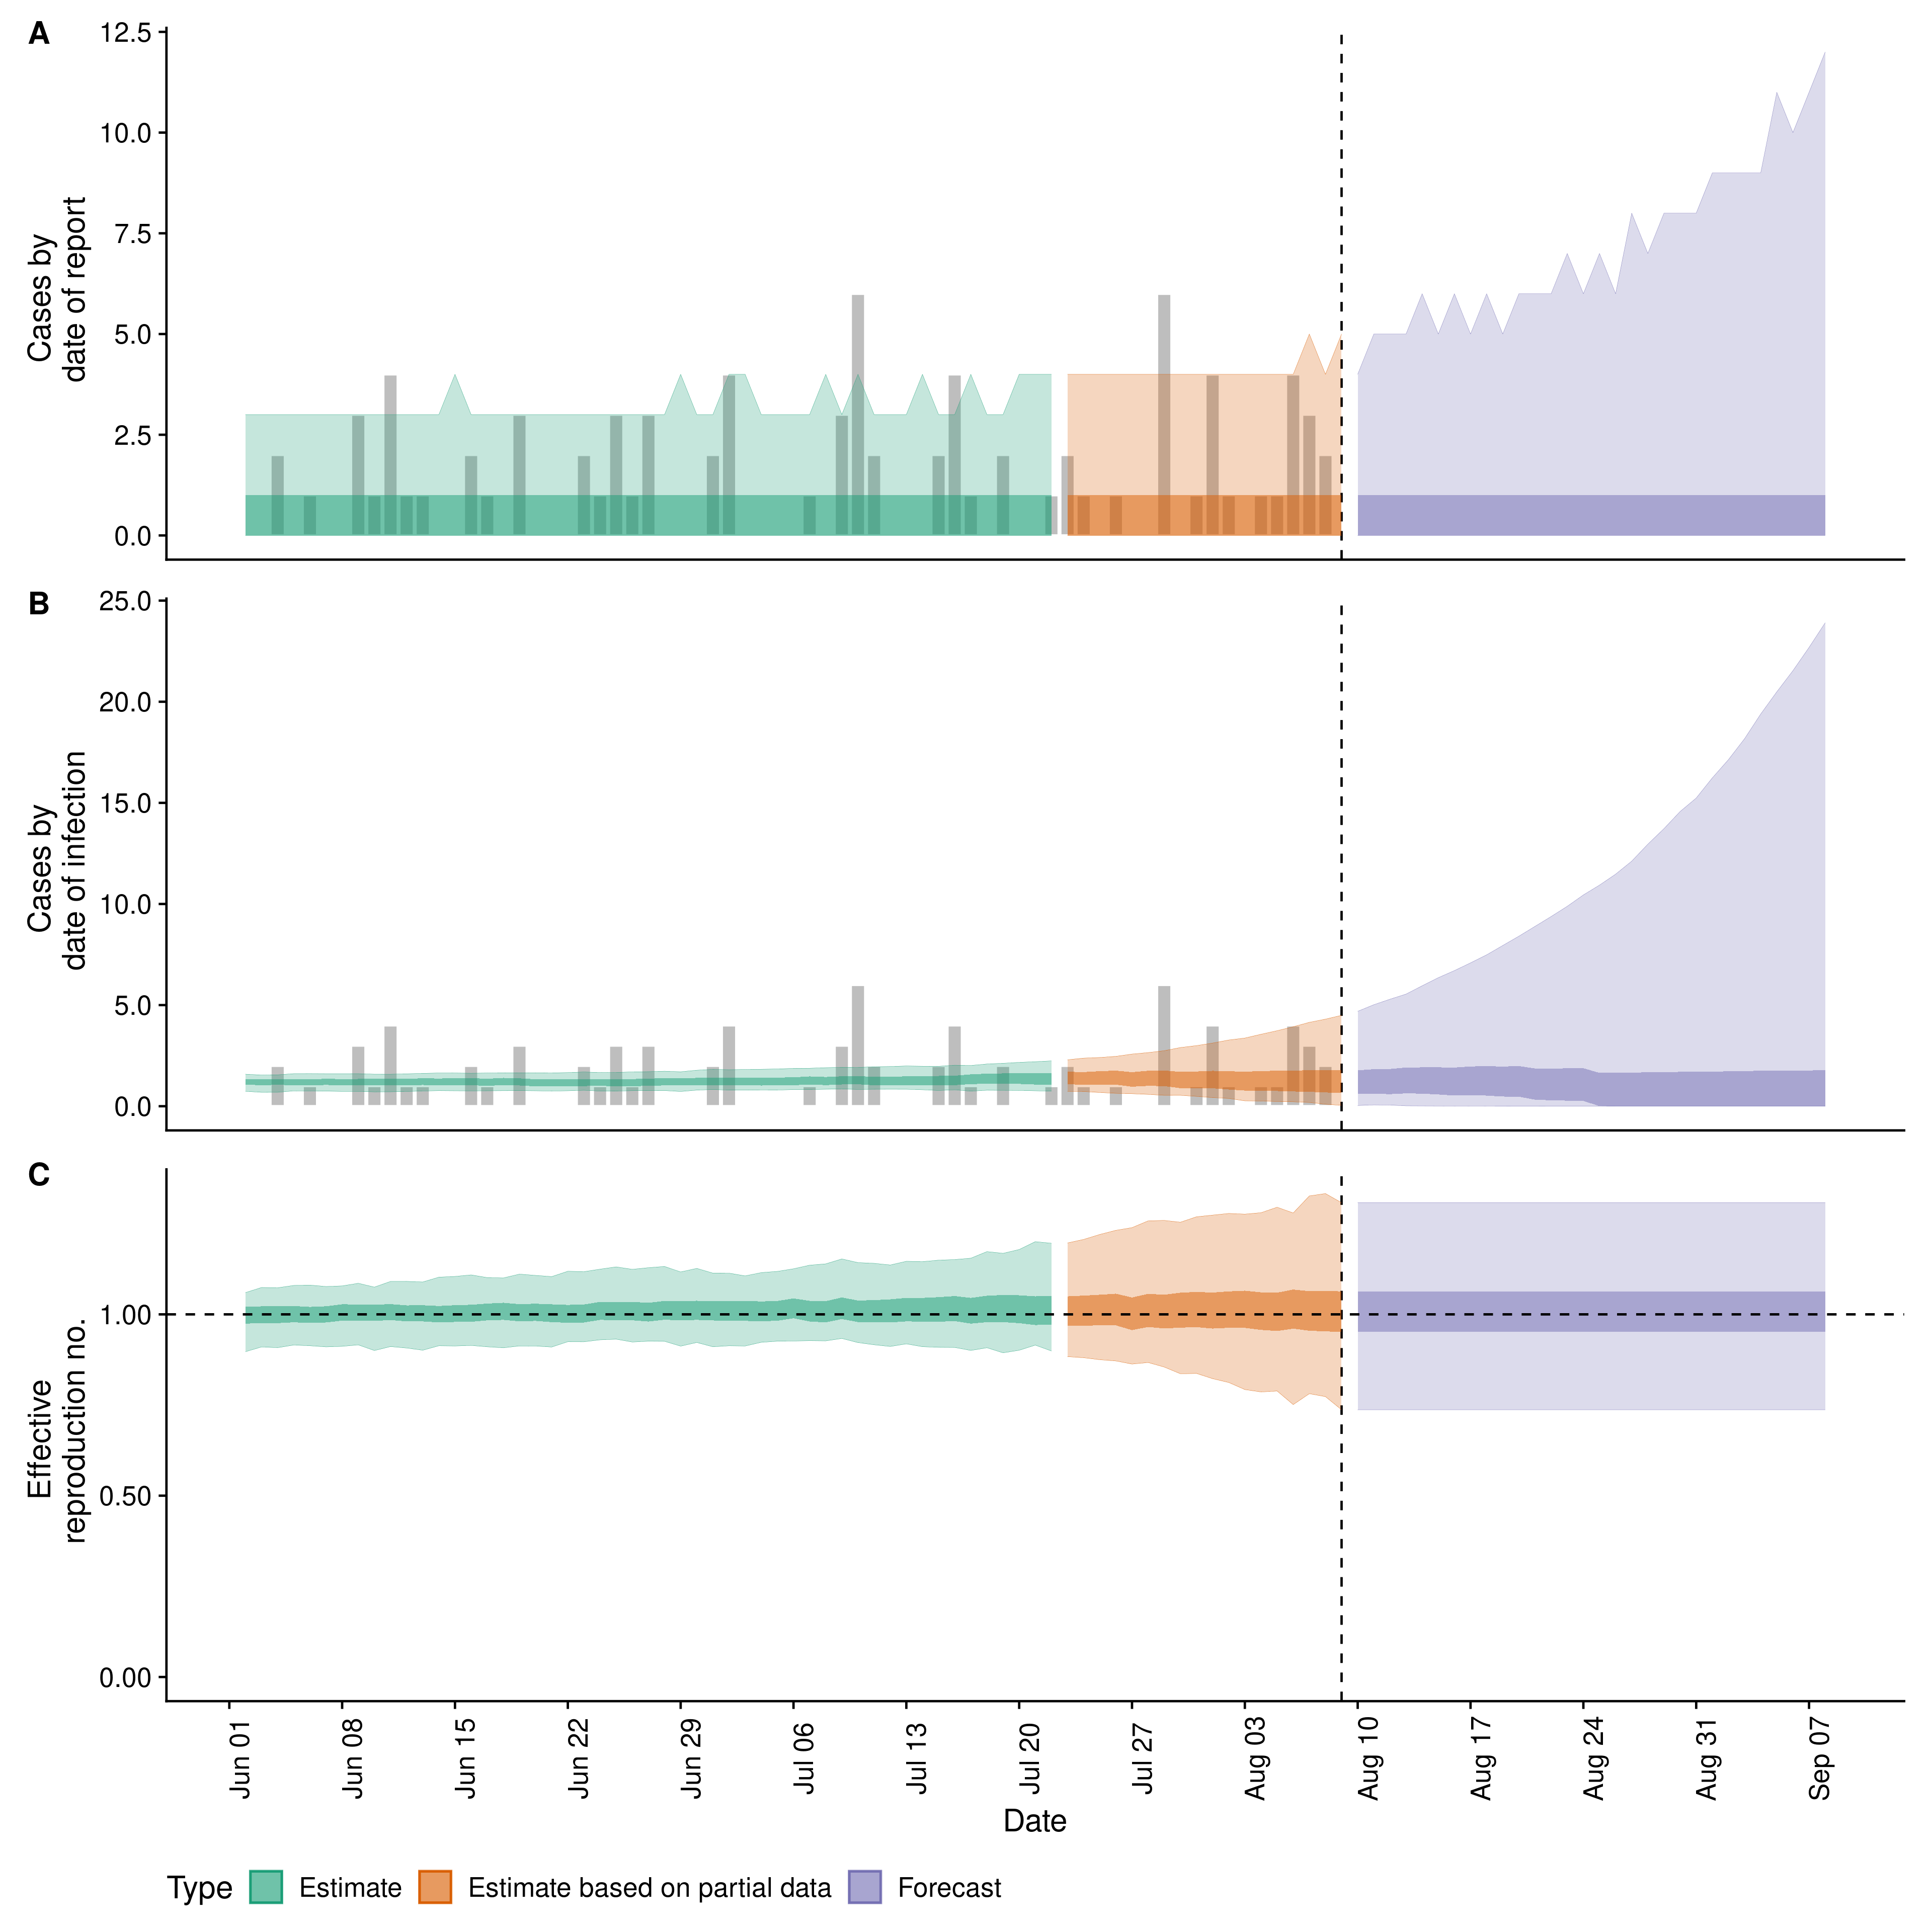 A
12.5
10.0
7.5
5.0
2.5
0.0
Cases by
date of report
B
25.0
20.0
15.0
10.0
5.0
0.0
Cases by
date of infection
C
1.00
0.50
0.00
Effective
reproduction no.
Jun 01
Jun 08
Jun 15
Jun 22
Jun 29
Jul 06
Jul 13
Jul 20
Jul 27
Aug 03
Aug 10
Aug 17
Aug 24
Aug 31
Sep 07
Date
Type Estimate Estimate based on partial data Forecast